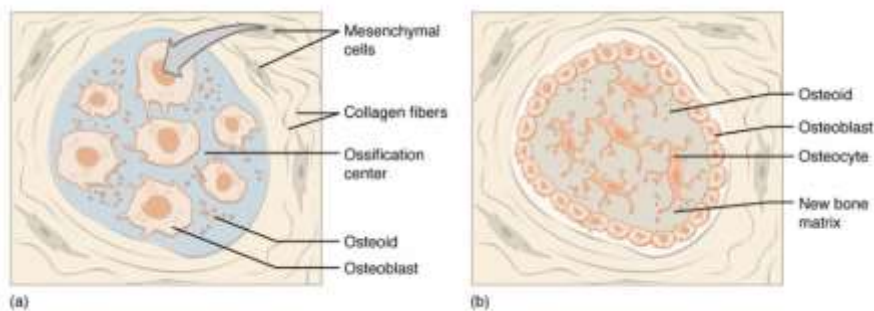 Mesenchymal
cells
Collagen fibers
Ossification
center
Osteoid
Osteoblast
(a)
Osteoid
Osteoblast
Osteocyte
New bone
matrix
(b)